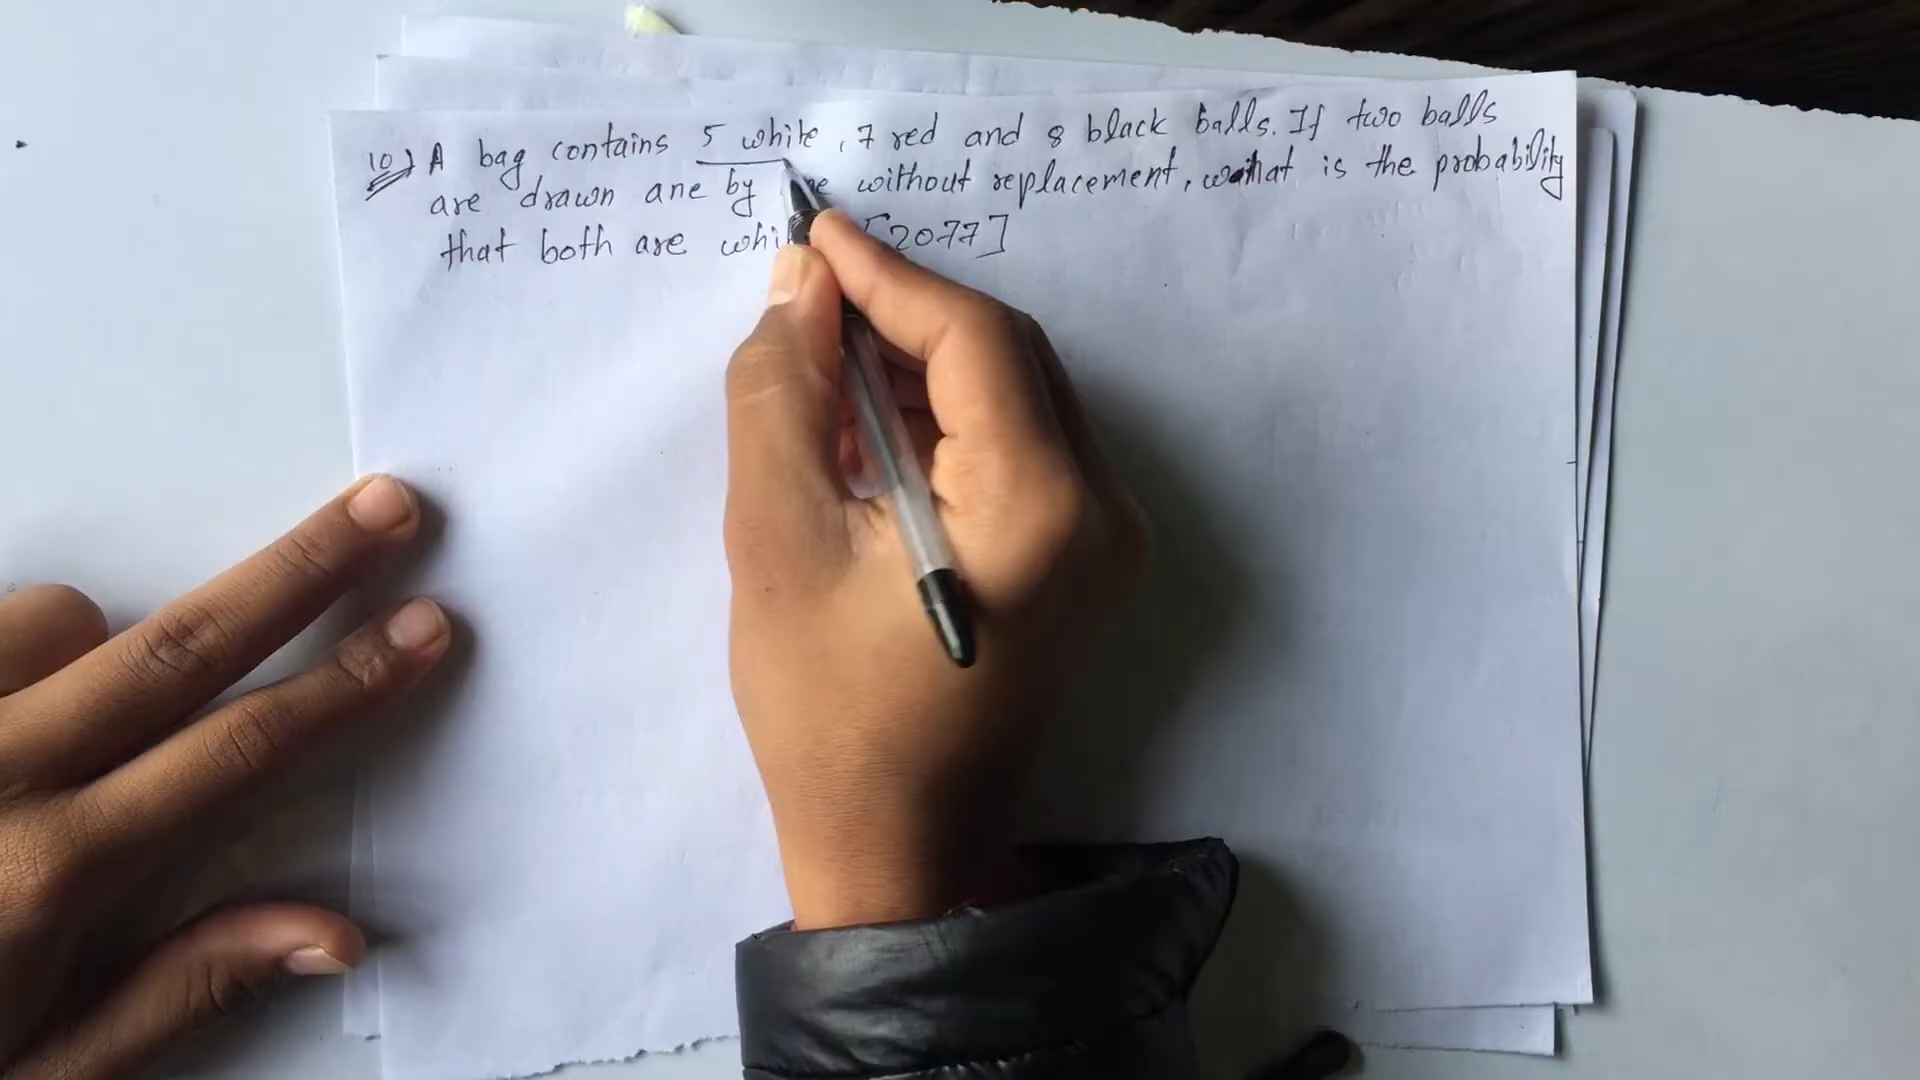 10) A bag contains 5 white, 7 red and 8 black balls. If two balls
are drawn one by without replacement, what is the probability
that both are [2077]